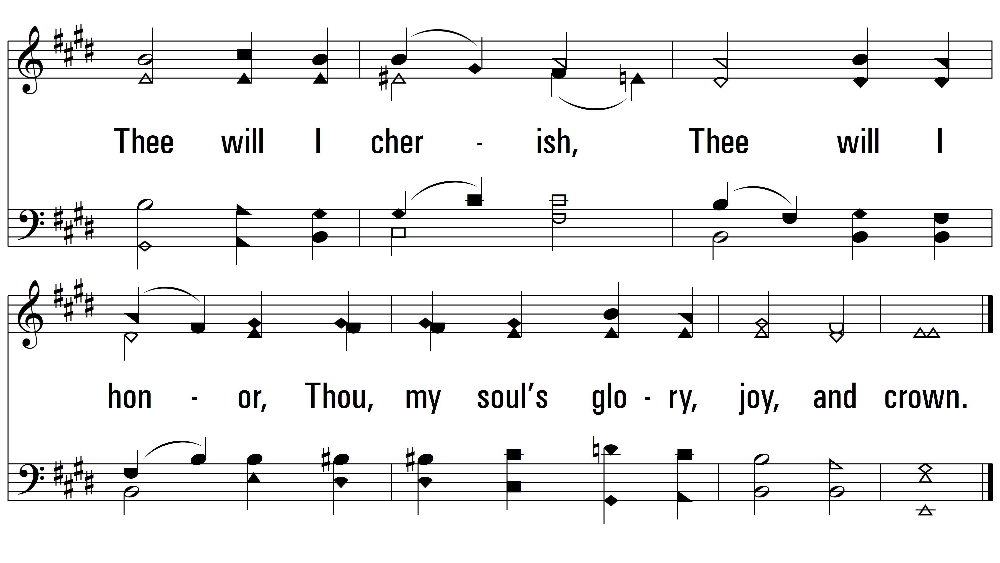 Thee will I cher - ish, Thee will I
hon - or, Thou, my soul’s glo - ry, joy, and crown.